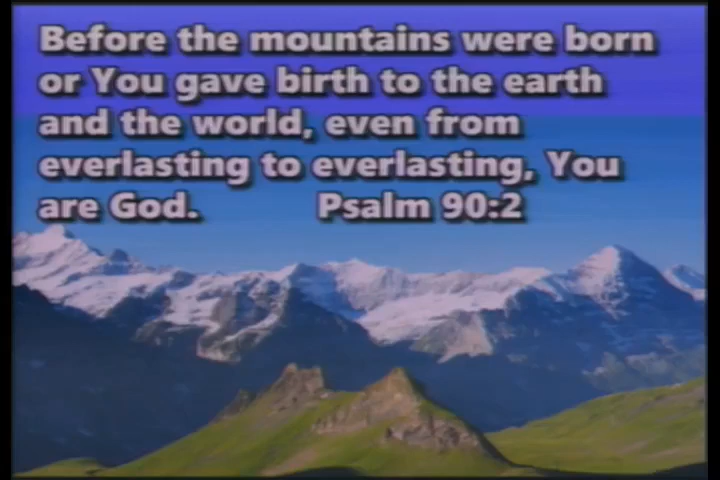 Before the mountains were born
or You gave birth to the earth
and the world, even from
everlasting to everlasting, You
are God. Psalm 90:2